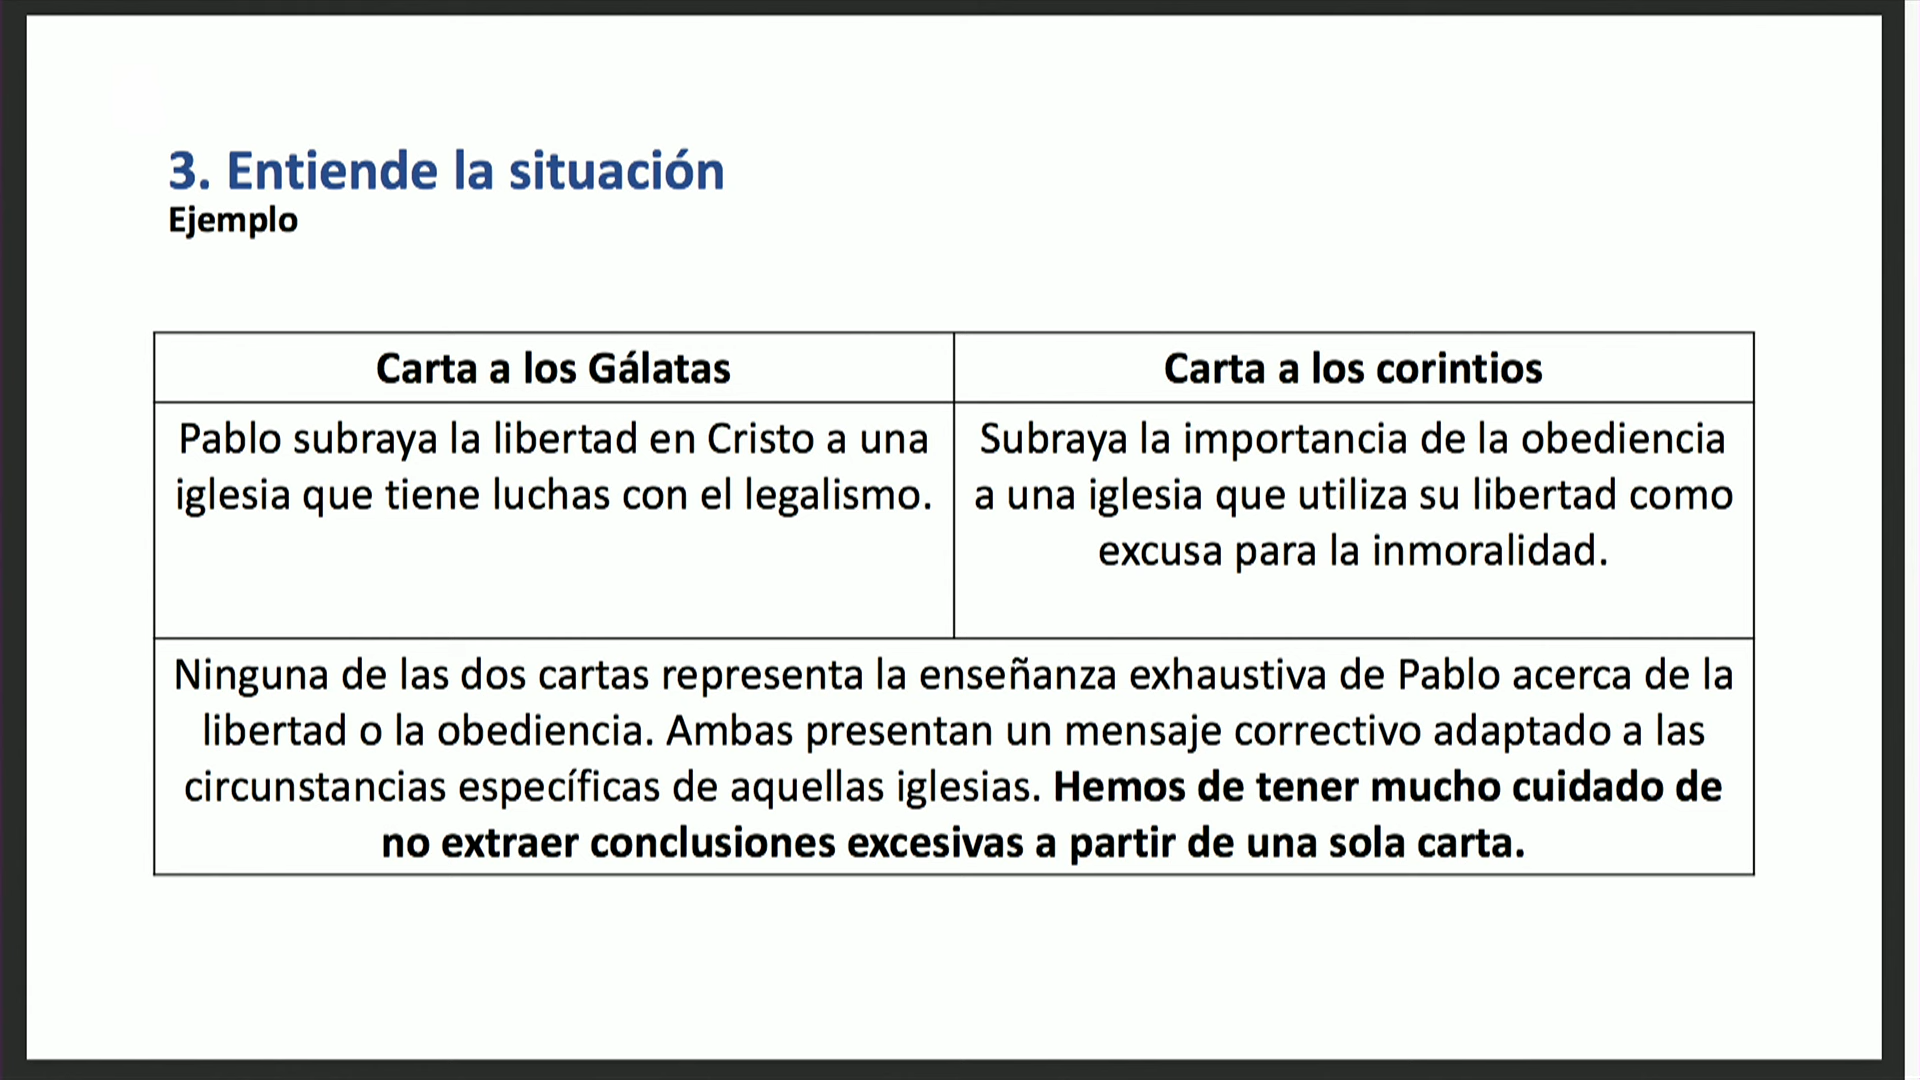 3. Entiende la situación
Ejemplo
Carta a los Gálatas
Carta a los corintios
Pablo subraya la libertad en Cristo a una
iglesia que tiene luchas con el legalismo.
Subraya la importancia de la obediencia
a una iglesia que utiliza su libertad como
excusa para la inmoralidad.
Ninguna de las dos cartas representa la enseñanza exhaustiva de Pablo acerca de la
libertad o la obediencia. Ambas presentan un mensaje correctivo adaptado a las
circunstancias específicas de aquellas iglesias. Hemos de tener mucho cuidado de
no extraer conclusiones excesivas a partir de una sola carta.